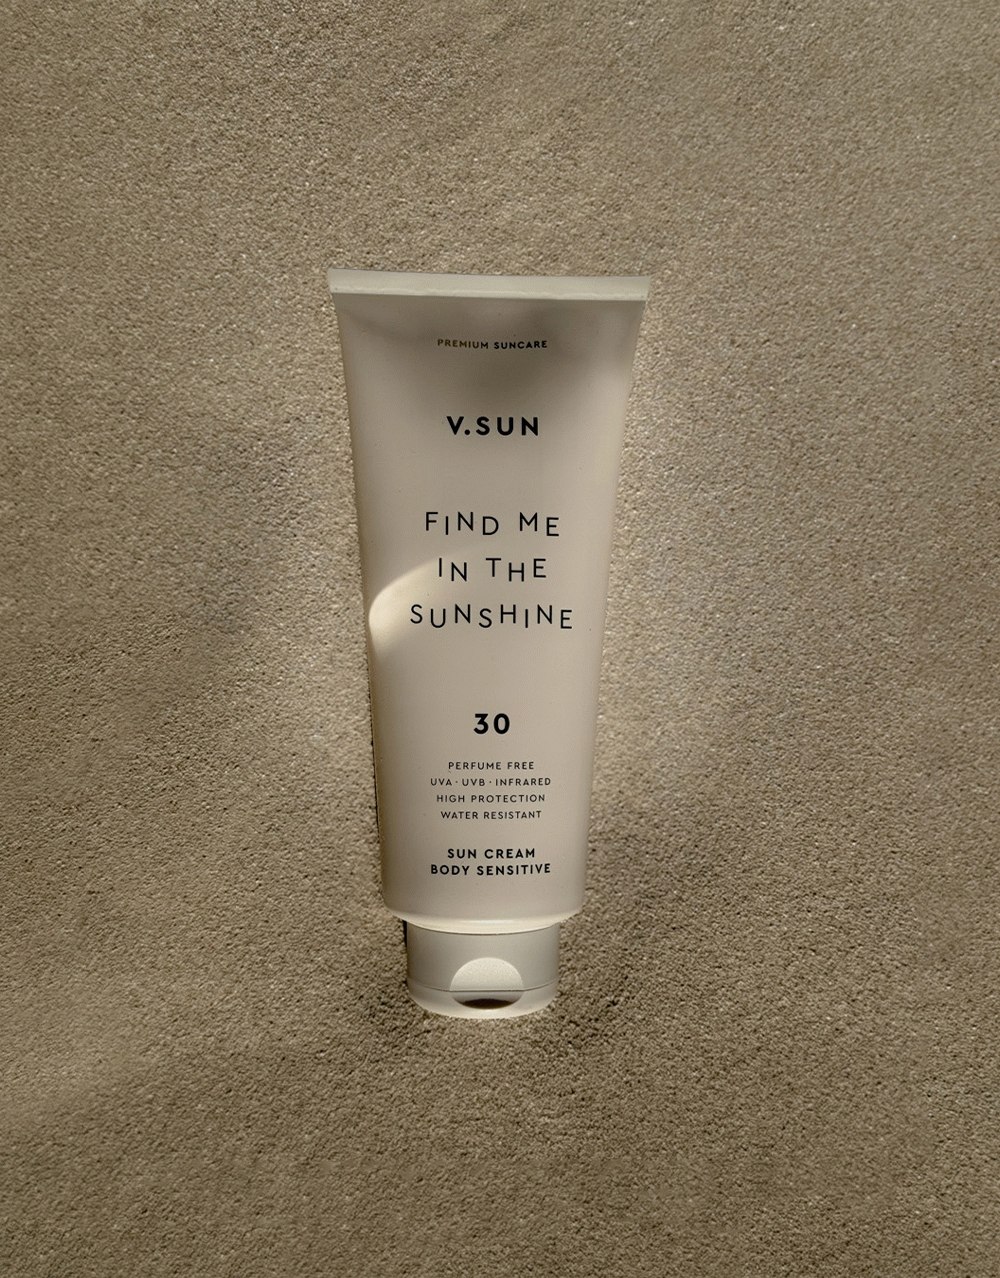 PREMIUM SUNCARE
V.SUN
FIND ME
IN THE
SUNSHINE
30
PERFUME FREE
UVA · UVB · INFRARED
HIGH PROTECTION
WATER RESISTANT
SUN CREAM
BODY SENSITIVE